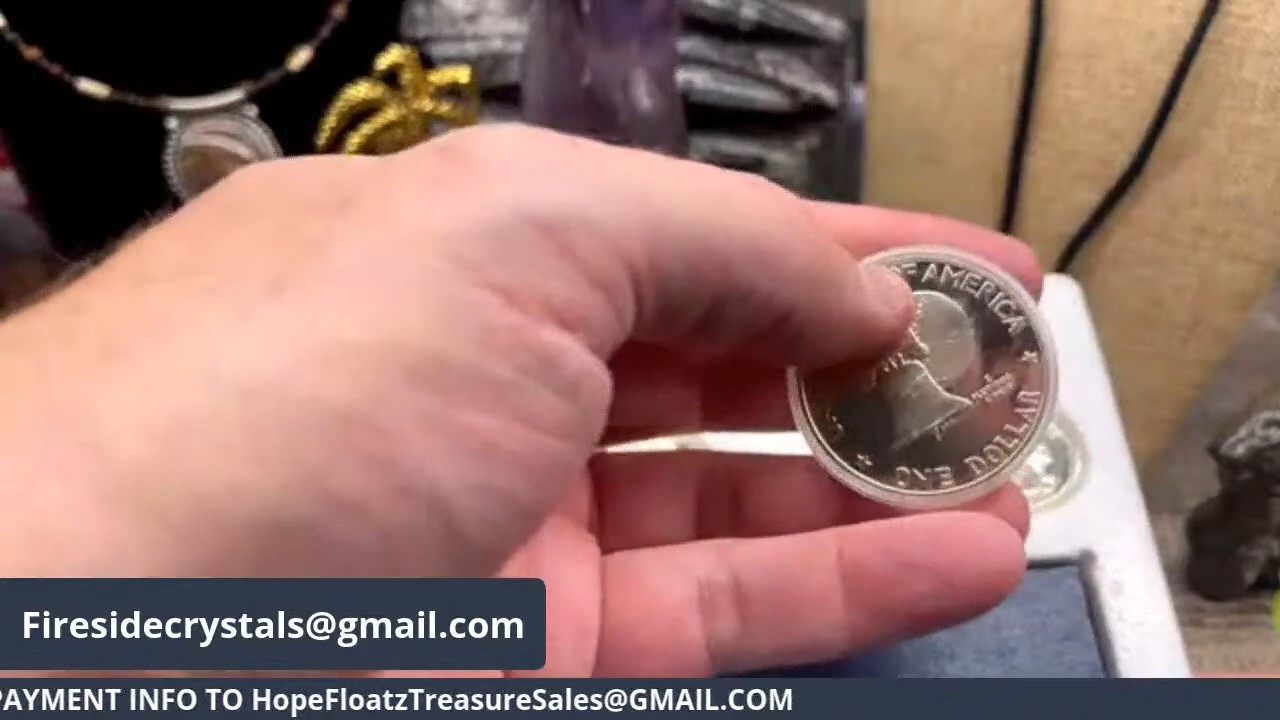 OF AMERICA
ONE DOLLAR
Firesidecrystals@gmail.com
PAYMENT INFO TO HopeFloatzTreasureSales@GMAIL.COM